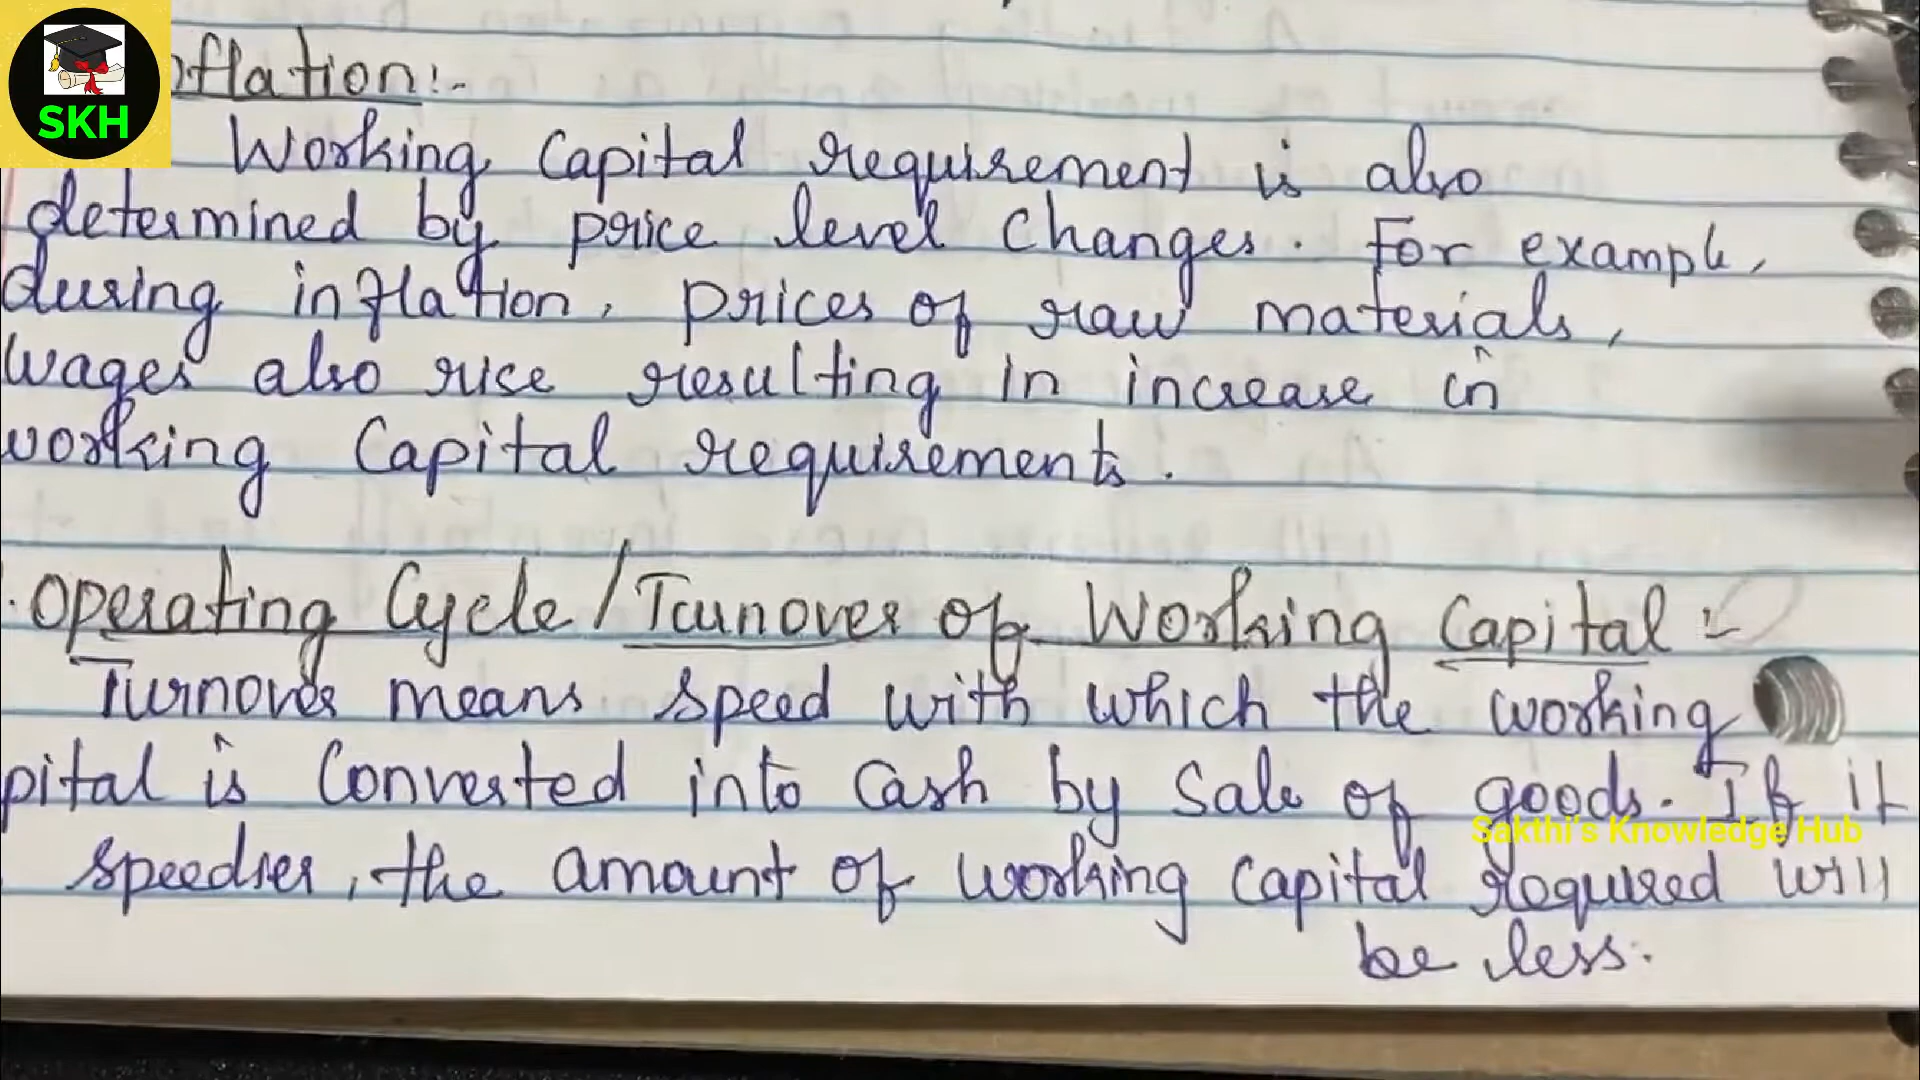 SKH
flation:-
Working Capital requirement is also
determined by price level changes. For example,
during inflation, prices of raw materials,
wages also rise resulting in increase in
working Capital requirements.
Operating Cycle/Turnover of Working Capital :-
Turnover means speed with which the working
pital is Converted into Cash by Sale of goods. If it
Sakthi's Knowledge Hub
speedier, the amount of working Capital required will
be less.